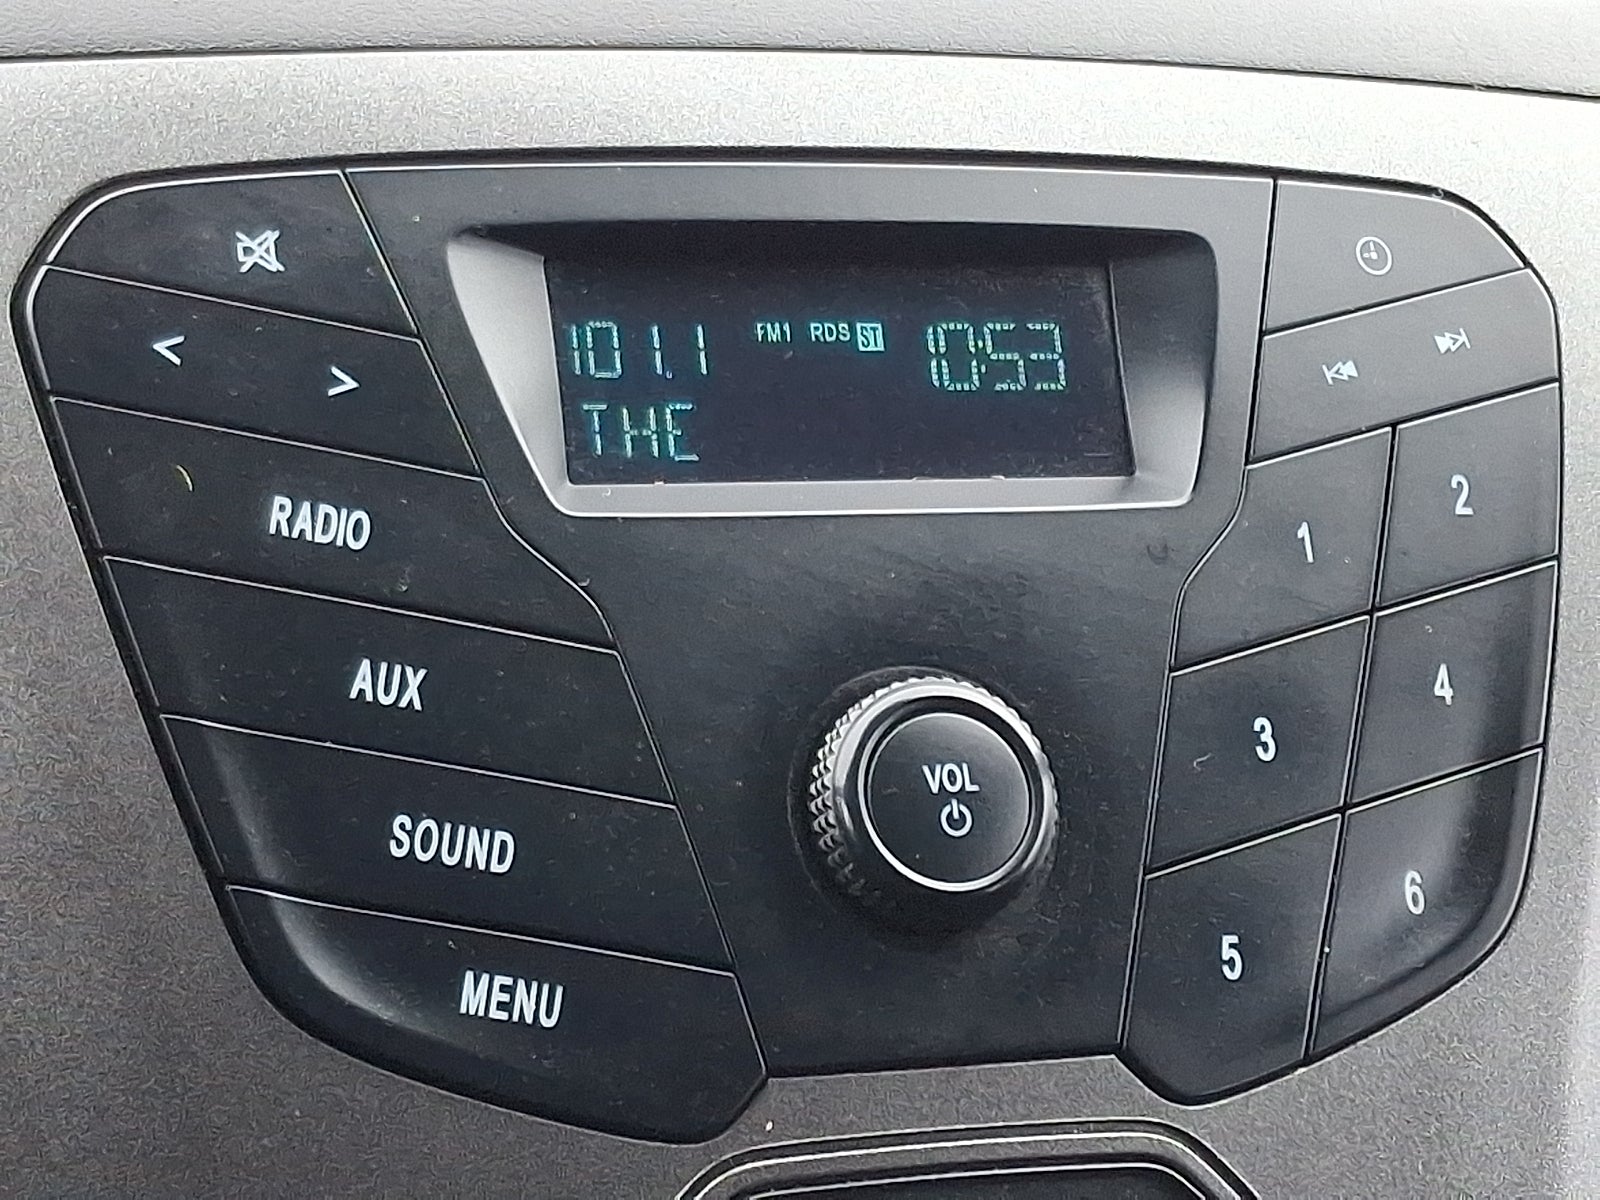 101.1 FM1 RDS ST 10:53
THE
<
>
RADIO
AUX
SOUND
MENU
VOL
1
2
3
4
5
6